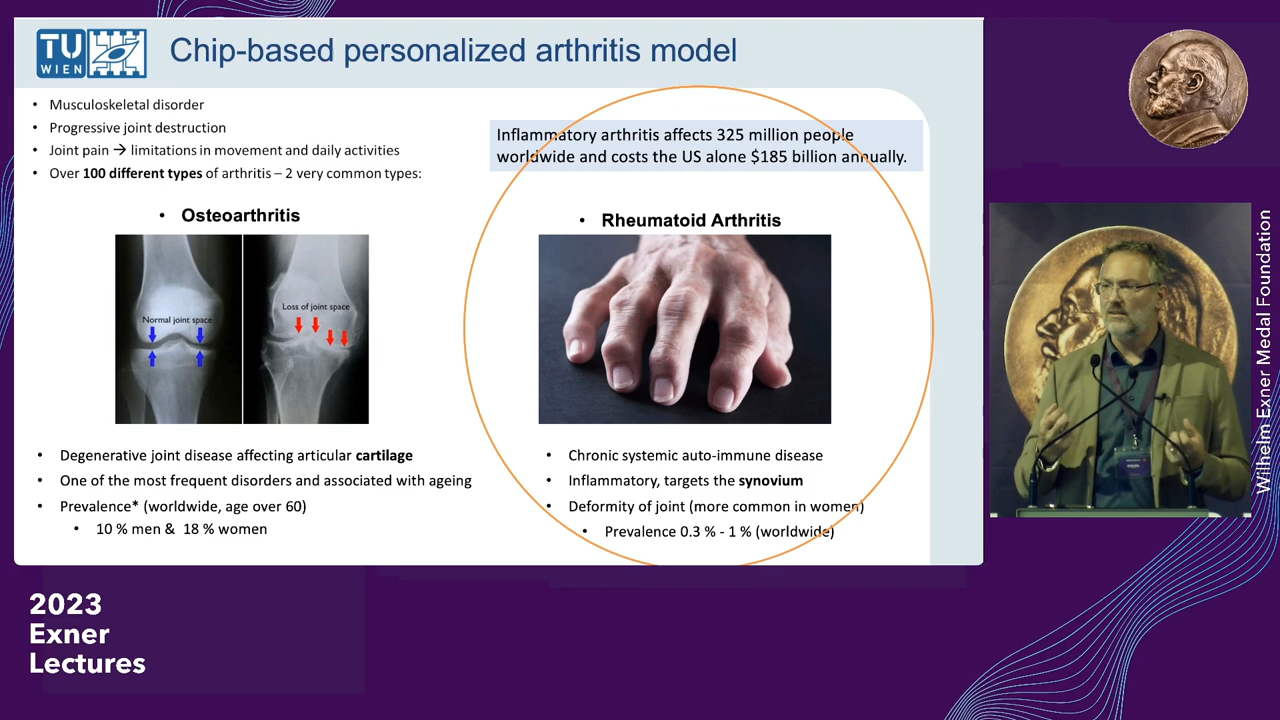 TU
WIEN
Chip-based personalized arthritis model
• Musculoskeletal disorder
• Progressive joint destruction
• Joint pain → limitations in movement and daily activities
• Over 100 different types of arthritis – 2 very common types:
Inflammatory arthritis affects 325 million people
worldwide and costs the US alone $185 billion annually.
• Osteoarthritis
Normal joint space
Loss of joint space
• Degenerative joint disease affecting articular cartilage
• One of the most frequent disorders and associated with ageing
• Prevalence* (worldwide, age over 60)
• 10 % men & 18 % women
• Rheumatoid Arthritis
• Chronic systemic auto-immune disease
• Inflammatory, targets the synovium
• Deformity of joint (more common in women)
• Prevalence 0.3 % - 1 % (worldwide)
Wilhelm Exner Medal Foundation
2023
Exner
Lectures